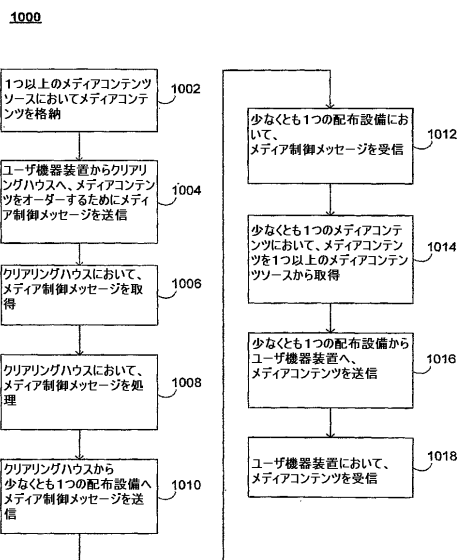 1000
1つ以上のメディアコンテンツ
ソースにおいてメディアコンテ
ンツを格納
1002
ユーザ機器装置からクリアリ
ングハウスへ、メディアコンテン
ツをオーダーするためにメディ
ア制御メッセージを送信
1004
クリアリングハウスにおいて、
メディア制御メッセージを取
得
1006
クリアリングハウスにおいて、
メディア制御メッセージを処
理
1008
クリアリングハウスから
少なくとも1つの配布設備へ
メディア制御メッセージを送
信
1010
少なくとも1つの配布設備にお
いて、
メディア制御メッセージを受信
1012
少なくとも1つのメディアコンテ
ンツにおいて、メディアコンテン
ツを1つ以上のメディアコンテ
ンツソースから取得
1014
少なくとも1つの配布設備から
ユーザ機器装置へ、
メディアコンテンツを送信
1016
ユーザ機器装置において、
メディアコンテンツを受信
1018